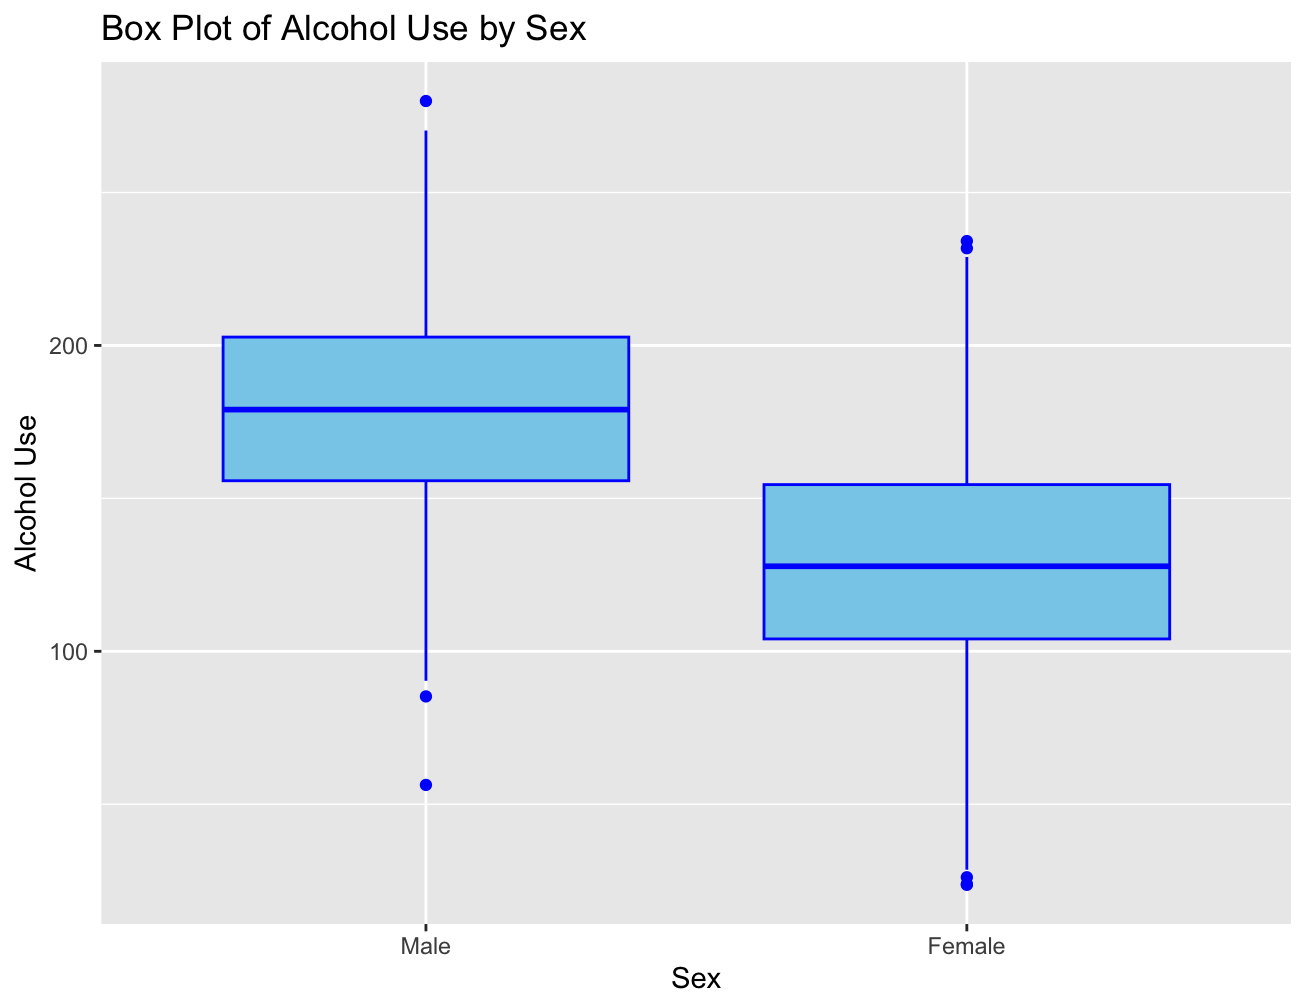 Box Plot of Alcohol Use by Sex
200
100
Alcohol Use
Male
Female
Sex